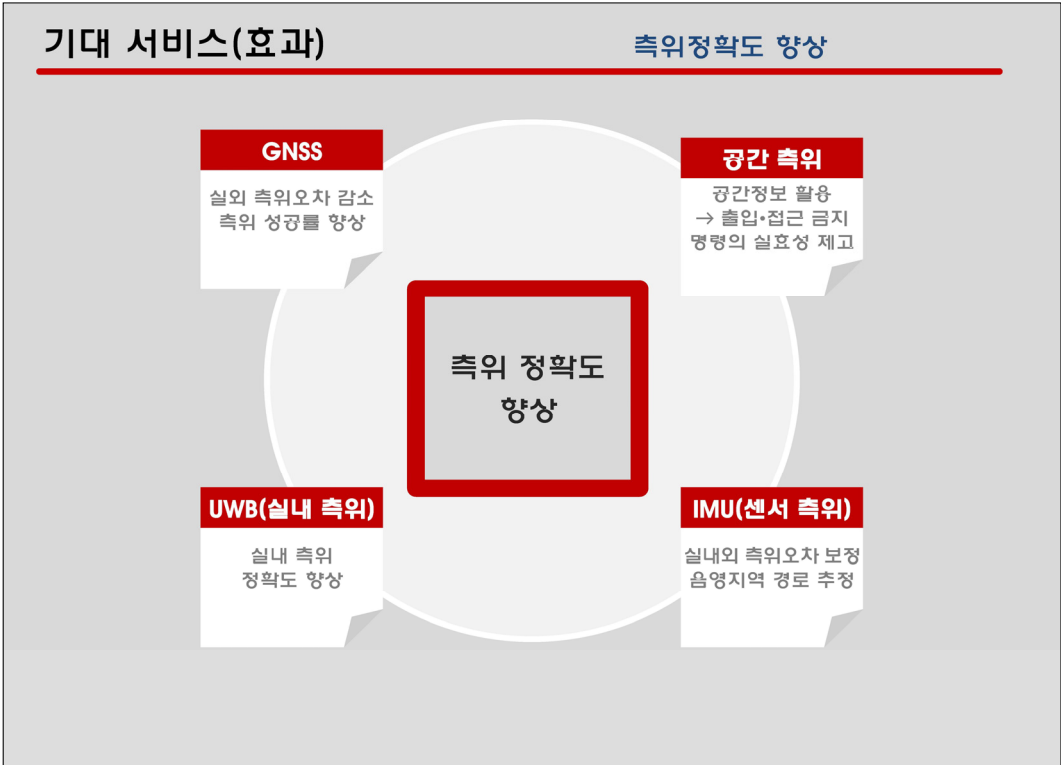 기대 서비스(효과)
측위정확도 향상
GNSS
실외 측위오차 감소
측위 성공률 향상
공간 측위
공간정보 활용
→ 출입•접근 금지
명령의 실효성 제고
측위 정확도
향상
UWB(실내 측위)
실내 측위
정확도 향상
IMU(센서 측위)
실내외 측위오차 보정
음영지역 경로 추정